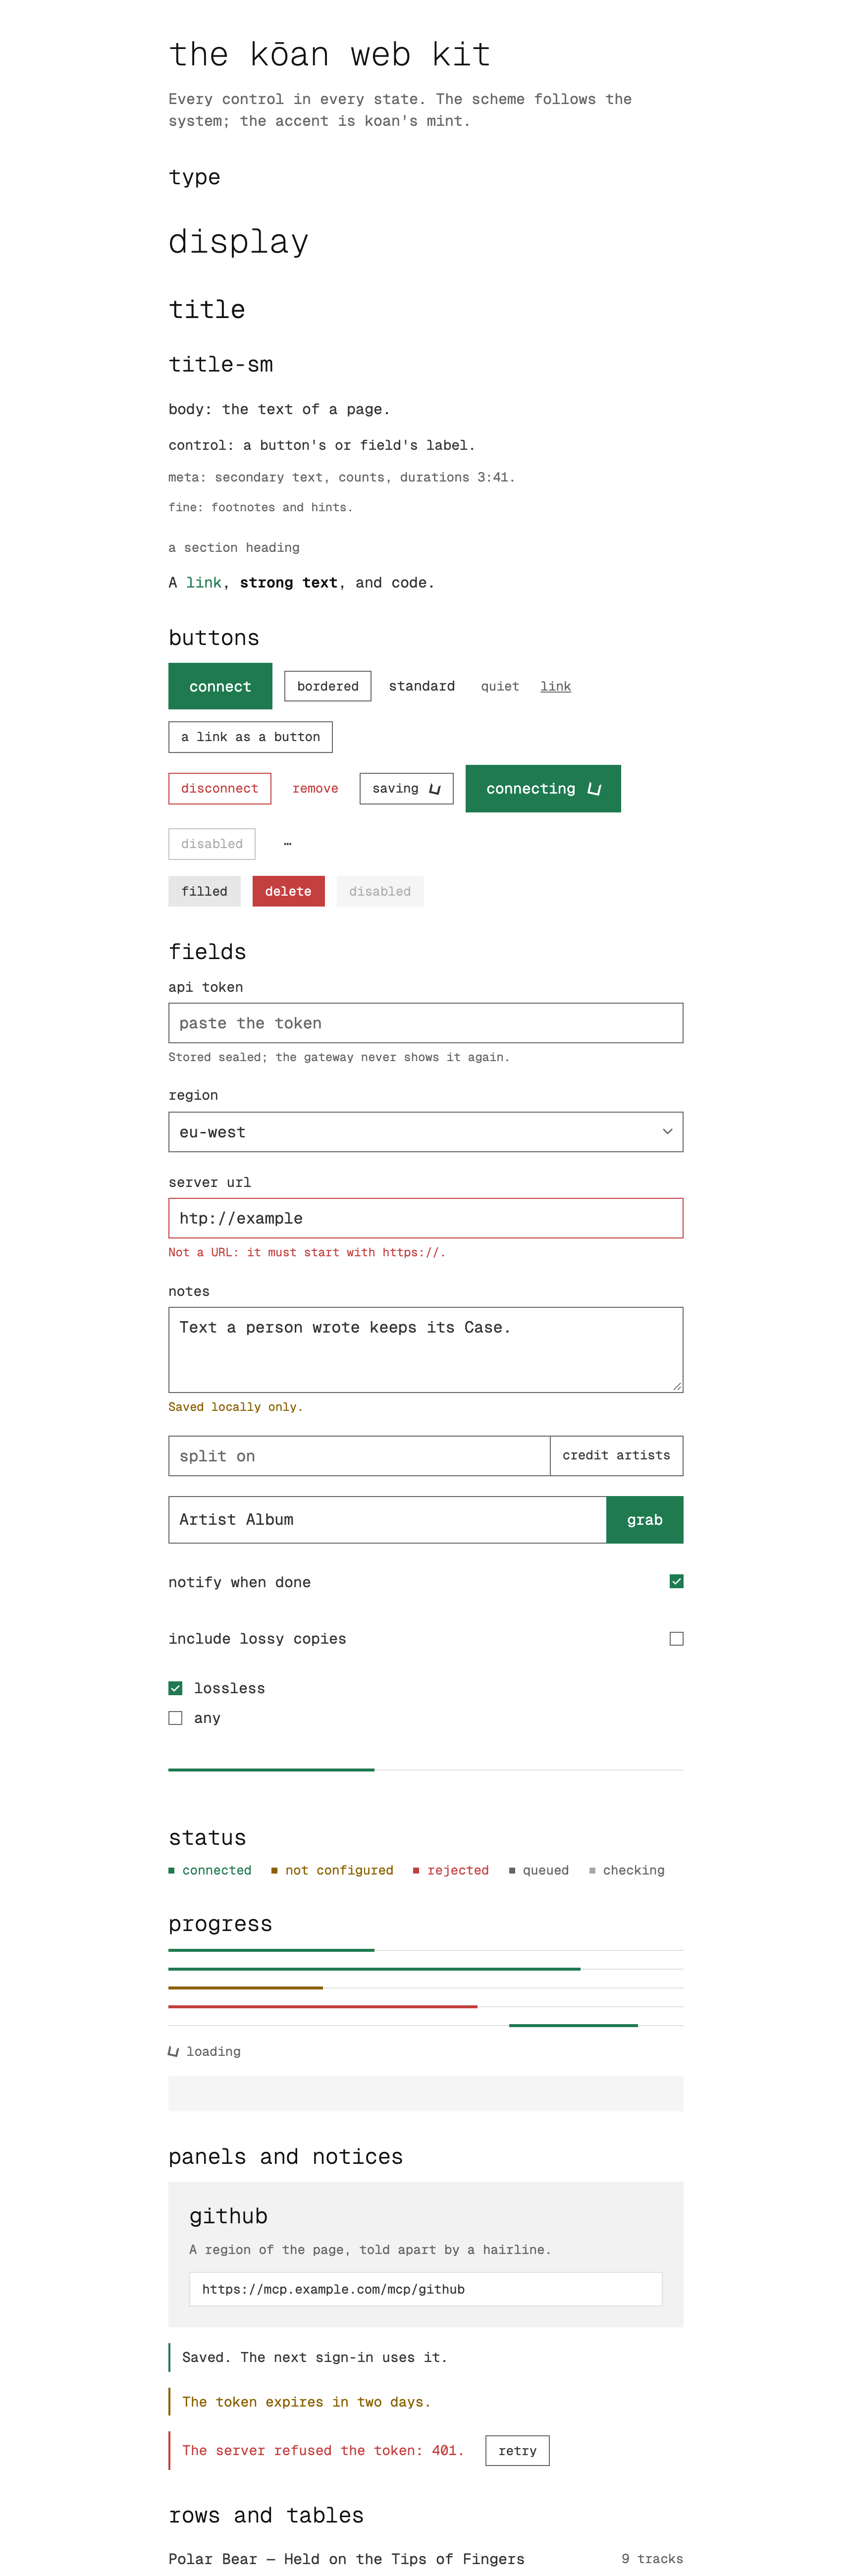 the kōan web kit
Every control in every state. The scheme follows the
system; the accent is koan's mint.
type
display
title
title-sm
body: the text of a page.
control: a button's or field's label.
meta: secondary text, counts, durations 3:41.
fine: footnotes and hints.
a section heading
A link, strong text, and code.
buttons
connect bordered standard quiet link
a link as a button
disconnect remove saving connecting
disabled …
filled delete disabled
fields
api token
paste the token
Stored sealed; the gateway never shows it again.
region
eu-west
server url
htp://example
Not a URL: it must start with https://.
notes
Text a person wrote keeps its Case.
Saved locally only.
split on credit artists
Artist Album grab
notify when done
include lossy copies
lossless
any
status
connected not configured rejected queued checking
progress
loading
panels and notices
github
A region of the page, told apart by a hairline.
https://mcp.example.com/mcp/github
Saved. The next sign-in uses it.
The token expires in two days.
The server refused the token: 401. retry
rows and tables
Polar Bear — Held on the Tips of Fingers 9 tracks